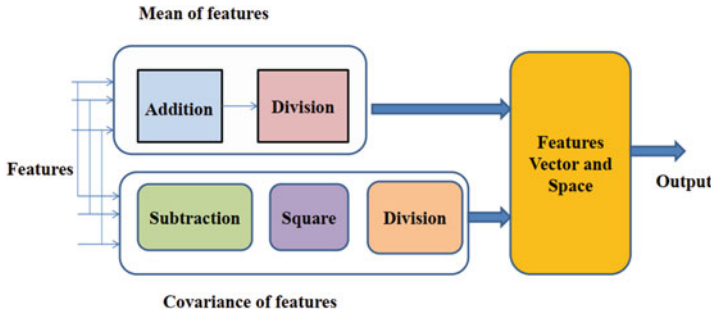 Mean of features
Addition
Division
Features
Subtraction
Square
Division
Covariance of features
Features
Vector and
Space
Output